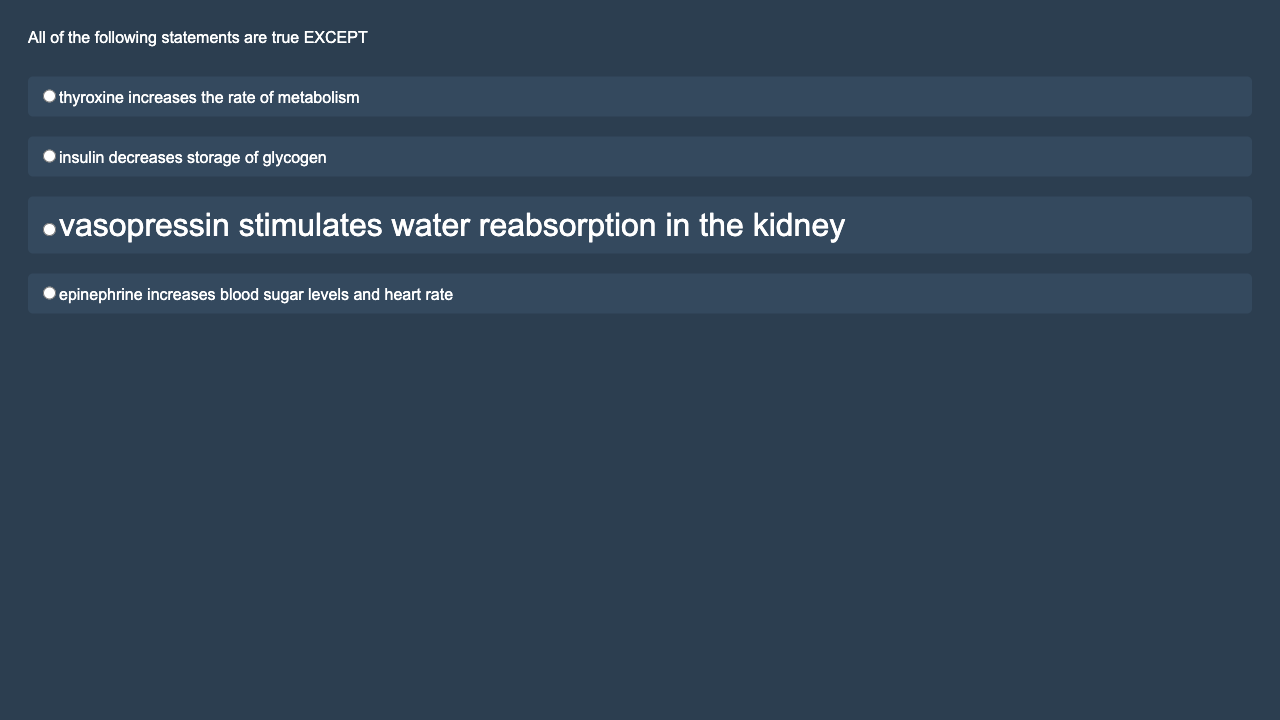 All of the following statements are true EXCEPT
thyroxine increases the rate of metabolism
insulin decreases storage of glycogen
vasopressin stimulates water reabsorption in the kidney
epinephrine increases blood sugar levels and heart rate